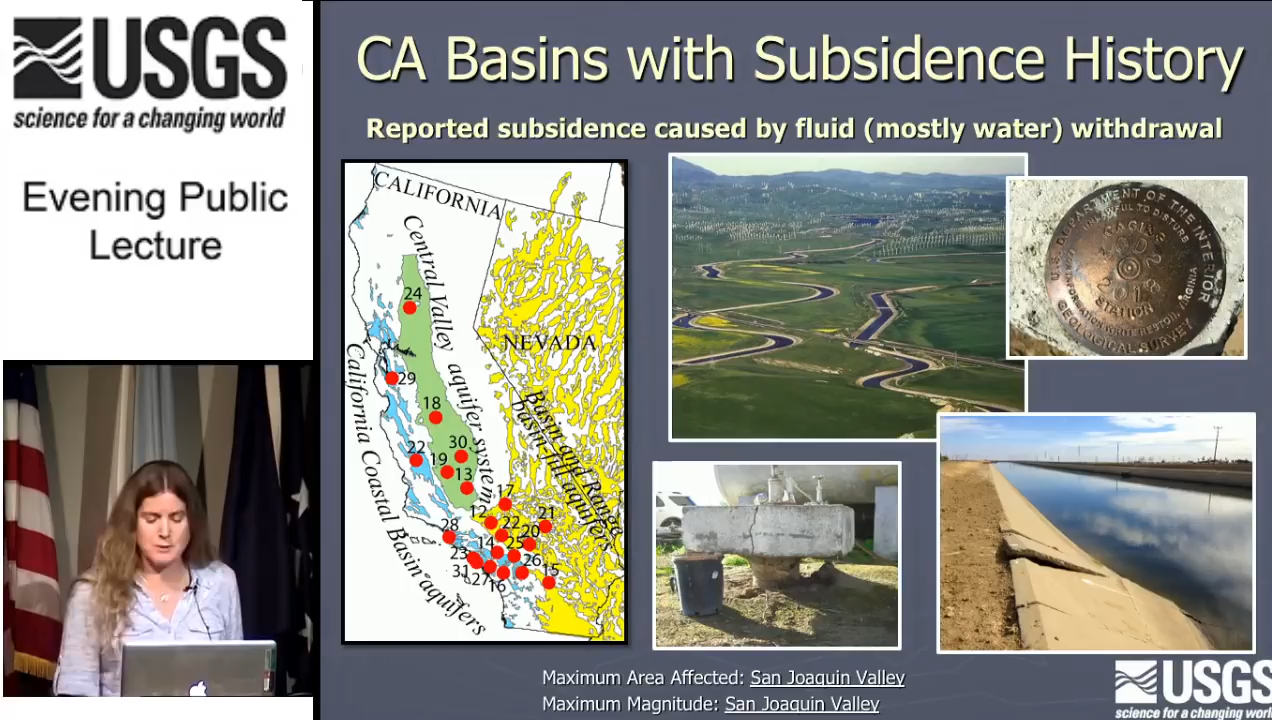 USGS
science for a changing world
Evening Public
Lecture
CA Basins with Subsidence History
Reported subsidence caused by fluid (mostly water) withdrawal
CALIFORNIA
NEVADA
Central Valley aquifer system
California Coastal Basin aquifers
Basin and Range
basin-fill aquifers
24
29
18
30
22
19
13
17
12
21
22
20
28
14
25
23
26
15
31
27
16
U.S. DEPARTMENT OF THE INTERIOR
GEOLOGICAL SURVEY
STATION
Maximum Area Affected: San Joaquin Valley
Maximum Magnitude: San Joaquin Valley
USGS
science for a changing world